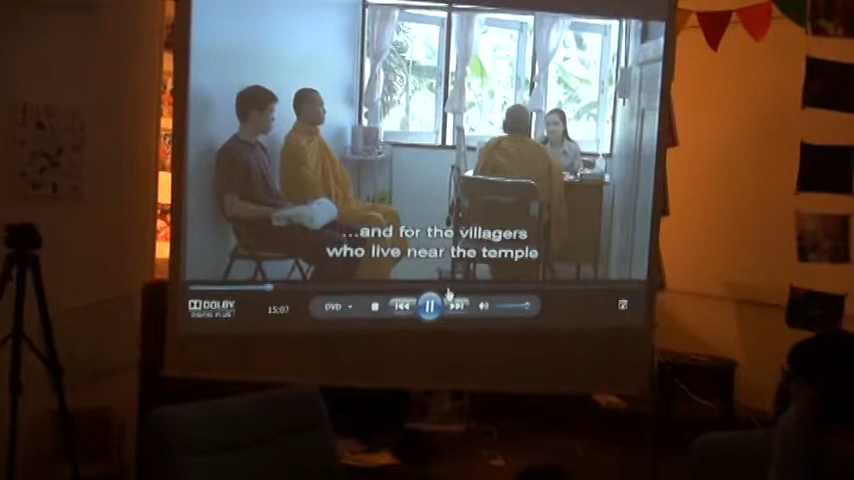 ...and for the villagers
who live near the temple
DOLBY
DIGITAL PLUS
15:07
DVD